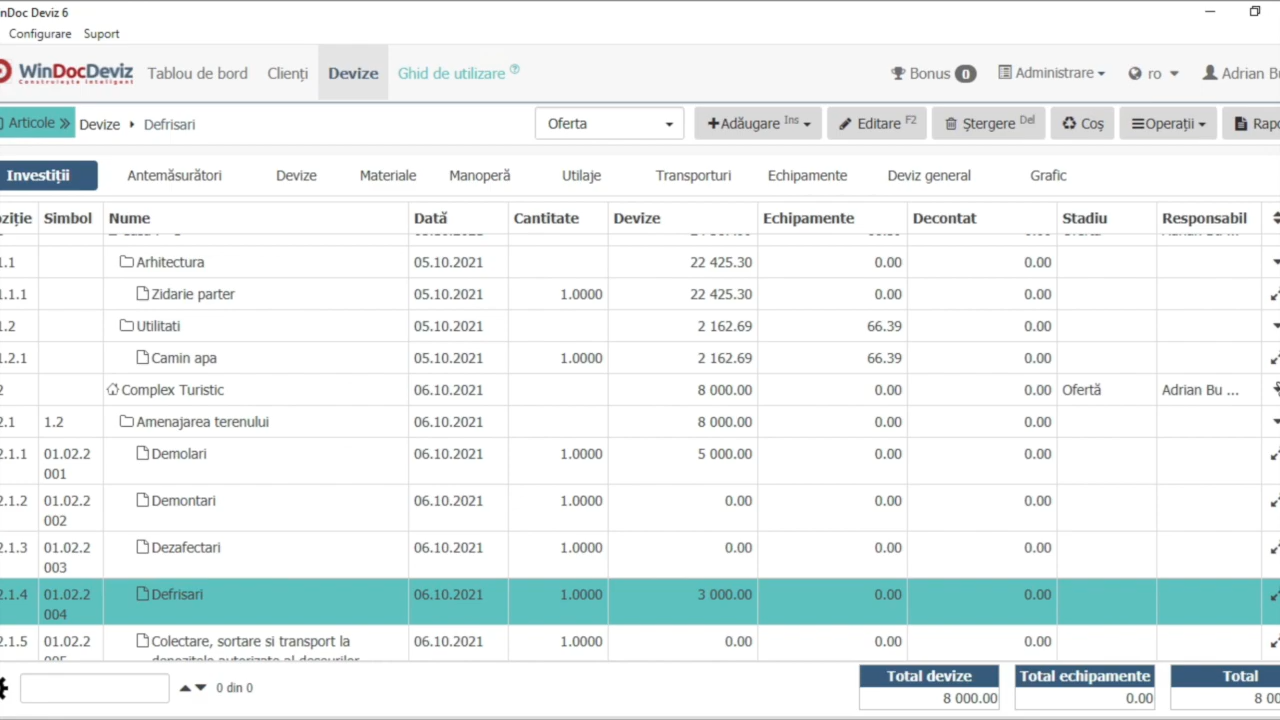 nDoc Deviz 6
Configurare Suport
WinDocDeviz
Construiește Inteligent
Tablou de bord Clienți Devize Ghid de utilizare ?
Bonus 0 Administrare ro Adrian B
Articole » Devize Defrisari
Oferta +Adăugare Ins Editare F2 Ștergere Del Coș Operații Rapo
Investiții Antemăsurători Devize Materiale Manoperă Utilaje Transporturi Echipamente Deviz general Grafic
oziție Simbol Nume Dată Cantitate Devize Echipamente Decontat Stadiu Responsabil
1.1 Arhitectura 05.10.2021 22 425.30 0.00 0.00
1.1.1 Zidarie parter 05.10.2021 1.0000 22 425.30 0.00 0.00
1.2 Utilitati 05.10.2021 2 162.69 66.39 0.00
1.2.1 Camin apa 05.10.2021 1.0000 2 162.69 66.39 0.00
2 Complex Turistic 06.10.2021 8 000.00 0.00 0.00 Ofertă Adrian Bu ...
2.1 1.2 Amenajarea terenului 06.10.2021 8 000.00 0.00 0.00
2.1.1 01.02.2 Demolari 06.10.2021 1.0000 5 000.00 0.00 0.00
001
2.1.2 01.02.2 Demontari 06.10.2021 1.0000 0.00 0.00 0.00
002
2.1.3 01.02.2 Dezafectari 06.10.2021 1.0000 0.00 0.00 0.00
003
2.1.4 01.02.2 Defrisari 06.10.2021 1.0000 3 000.00 0.00 0.00
004
2.1.5 01.02.2 Colectare, sortare si transport la 06.10.2021 1.0000 0.00 0.00 0.00
0 din 0
Total devize Total echipamente Total
8 000.00 0.00 8 00